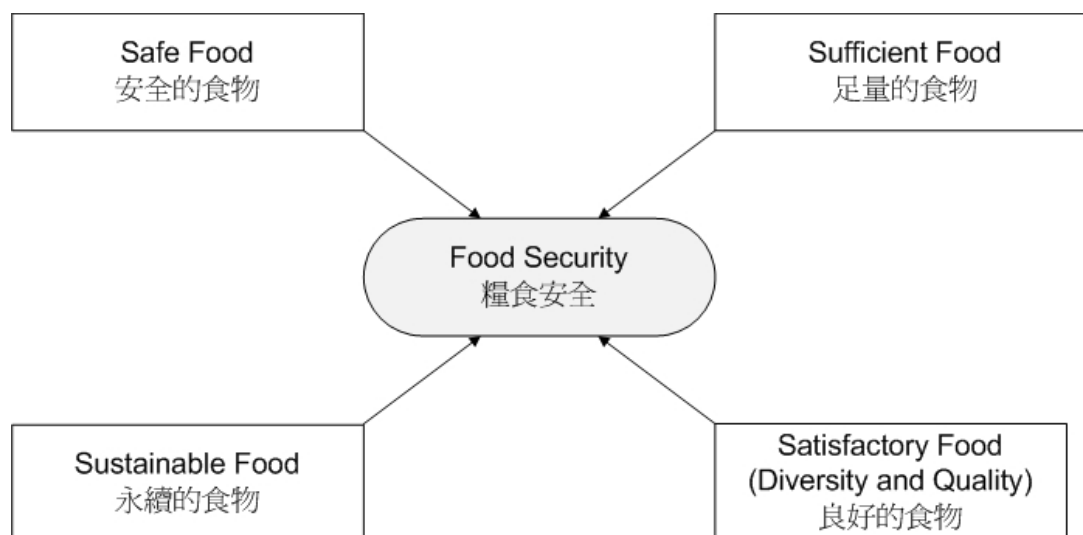 Safe Food
安全的食物
Sufficient Food
足量的食物
Food Security
糧食安全
Sustainable Food
永續的食物
Satisfactory Food
(Diversity and Quality)
良好的食物